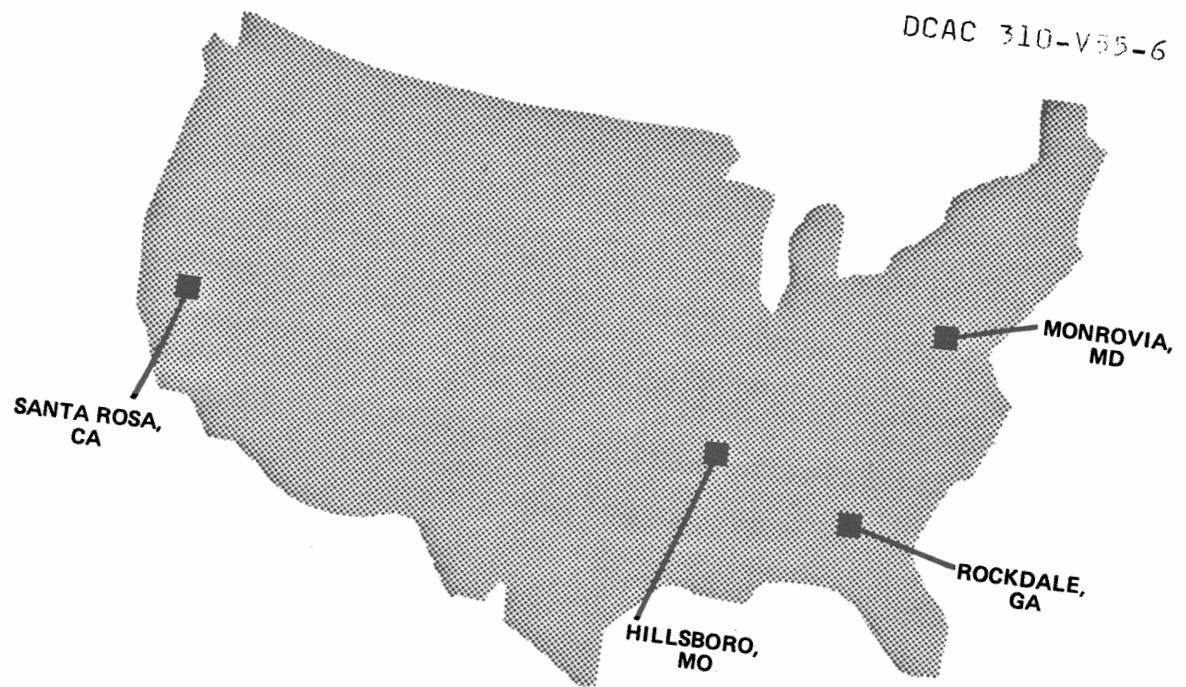 DCAC 310-V55-6
MONROVIA,
MD
SANTA ROSA,
CA
ROCKDALE,
GA
HILLSBORO,
MO